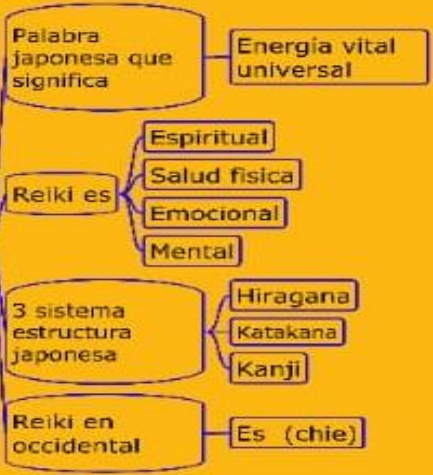 Palabra
japonesa que
significa
Energia vital
universal
Reiki es
Espiritual
Salud fisica
Emocional
Mental
3 sistema
estructura
japonesa
Hiragana
Katakana
Kanji
Reiki en
occidental
Es (chie)